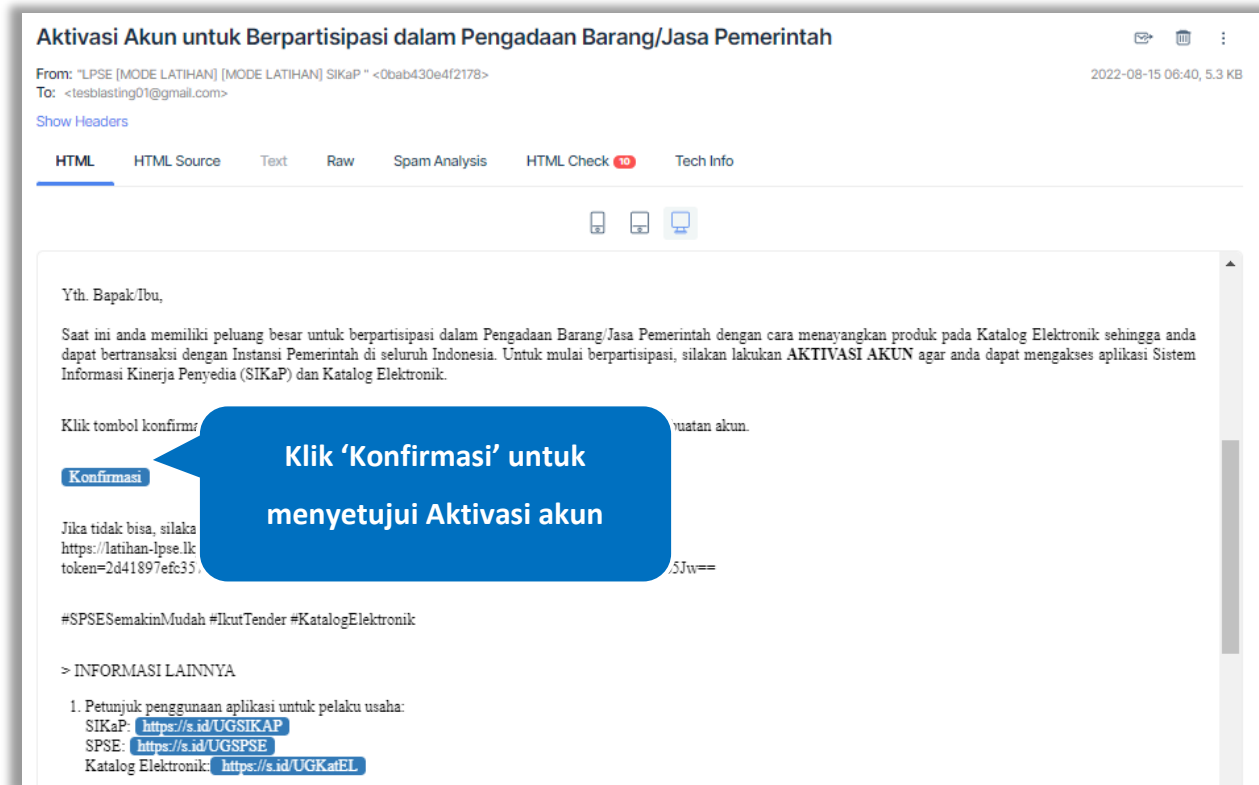 Aktivasi Akun untuk Berpartisipasi dalam Pengadaan Barang/Jasa Pemerintah
From: "LPSE [MODE LATIHAN] [MODE LATIHAN] SIKaP " <0bab430e4f2178>
2022-08-15 06:40, 5.3 KB
To: <tesblasting01@gmail.com>
Show Headers
HTML HTML Source Text Raw Spam Analysis HTML Check 10 Tech Info
Yth. Bapak/Ibu,
Saat ini anda memiliki peluang besar untuk berpartisipasi dalam Pengadaan Barang/Jasa Pemerintah dengan cara menayangkan produk pada Katalog Elektronik sehingga anda
dapat bertransaksi dengan Instansi Pemerintah di seluruh Indonesia. Untuk mulai berpartisipasi, silakan lakukan AKTIVASI AKUN agar anda dapat mengakses aplikasi Sistem
Informasi Kinerja Penyedia (SIKaP) dan Katalog Elektronik.
Klik tombol konfirma
buatan akun.
Konfirmasi
Klik ‘Konfirmasi’ untuk
menyetujui Aktivasi akun
Jika tidak bisa, silaka
https://latihan-lpse.lk
token=2d41897efc35
5Jw==
#SPSESemakinMudah #IkutTender #KatalogElektronik
> INFORMASI LAINNYA
1. Petunjuk penggunaan aplikasi untuk pelaku usaha:
SIKaP: https://s.id/UGSIKAP
SPSE: https://s.id/UGSPSE
Katalog Elektronik: https://s.id/UGKatEL